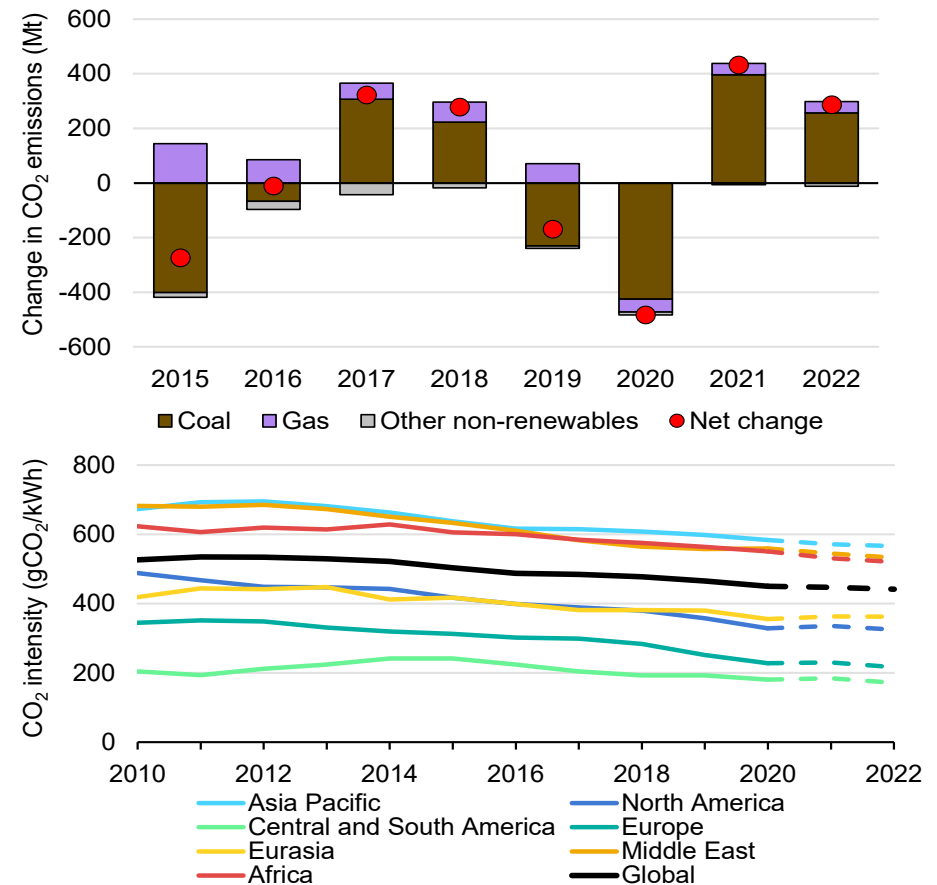 Change in CO₂ emissions (Mt)
600
400
200
0
-200
-400
-600
2015 2016 2017 2018 2019 2020 2021 2022
Coal Gas Other non-renewables Net change
CO₂ intensity (gCO₂/kWh)
800
600
400
200
0
2010 2012 2014 2016 2018 2020 2022
Asia Pacific North America
Central and South America Europe
Eurasia Middle East
Africa Global